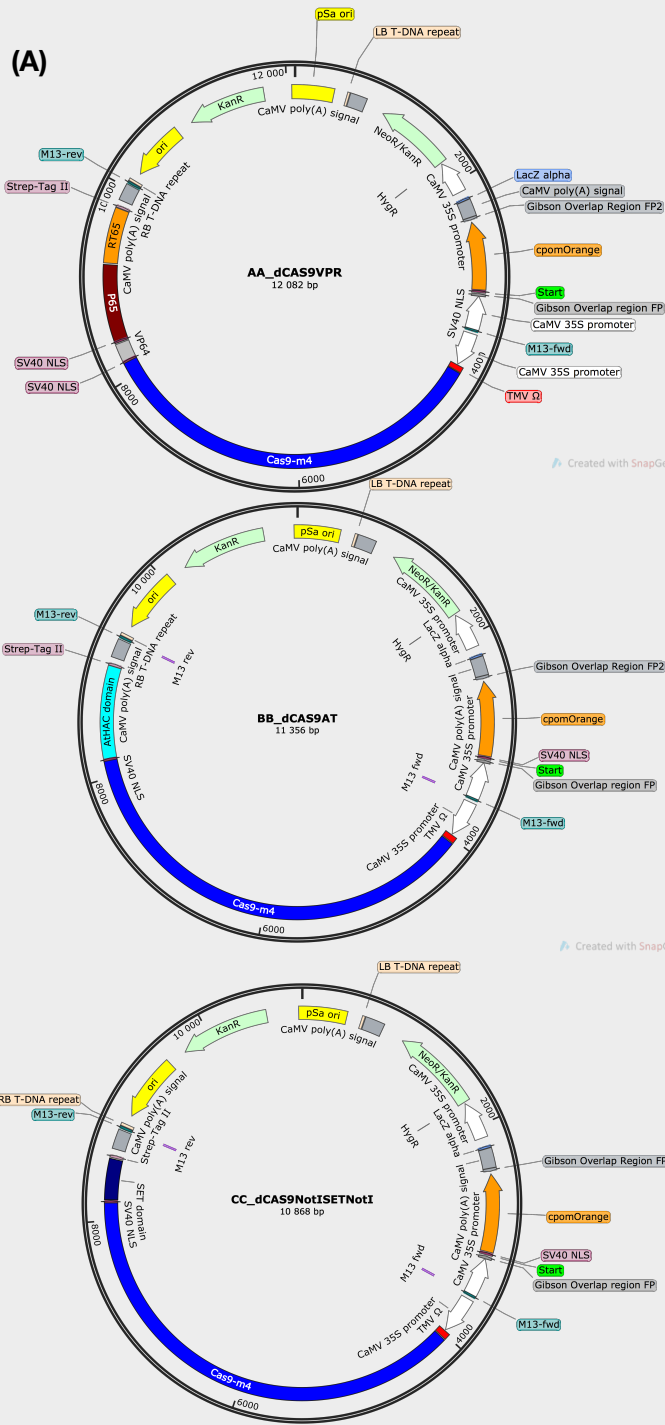 (A)
pSa ori
LB T-DNA repeat
12 000
KanR
CaMV poly(A) signal
NeoR/KanR
2000
ori
M13-rev
Strep-Tag II
10 000
RB T-DNA repeat
CaMV poly(A) signal
HygR
CaMV 35S promoter
LacZ alpha
CaMV poly(A) signal
Gibson Overlap Region FP2
RT65
cpomOrange
AA_dCAS9VPR
12 082 bp
P65
SV40 NLS
Start
Gibson Overlap region FP
CaMV 35S promoter
VP64
M13-fwd
SV40 NLS
SV40 NLS
8000
4000
CaMV 35S promoter
TMV Ω
Cas9-m4
6000
Created with SnapGe
LB T-DNA repeat
pSa ori
KanR
CaMV poly(A) signal
10 000
ori
NeoR/KanR
CaMV 35S promoter
2000
M13-rev
Strep-Tag II
RB T-DNA repeat
CaMV poly(A) signal
M13 rev
HygR
LacZ alpha
Gibson Overlap Region FP2
AtHAC domain
BB_dCAS9AT
11 356 bp
CaMV poly(A) signal
cpomOrange
CaMV 35S promoter
SV40 NLS
Start
Gibson Overlap region FP
SV40 NLS
8000
M13 fwd
M13-fwd
CaMV 35S promoter
TMV Ω
4000
Cas9-m4
6000
Created with SnapGe
LB T-DNA repeat
pSa ori
KanR
CaMV poly(A) signal
10 000
ori
NeoR/KanR
CaMV 35S promoter
2000
RB T-DNA repeat
M13-rev
CaMV poly(A) signal
Strep-Tag II
M13 rev
HygR
LacZ alpha
Gibson Overlap Region FP
SET domain
SV40 NLS
CC_dCAS9NotISETNotI
10 868 bp
CaMV poly(A) signal
cpomOrange
CaMV 35S promoter
SV40 NLS
Start
Gibson Overlap region FP
8000
M13 fwd
M13-fwd
CaMV 35S promoter
TMV Ω
4000
Cas9-m4
6000